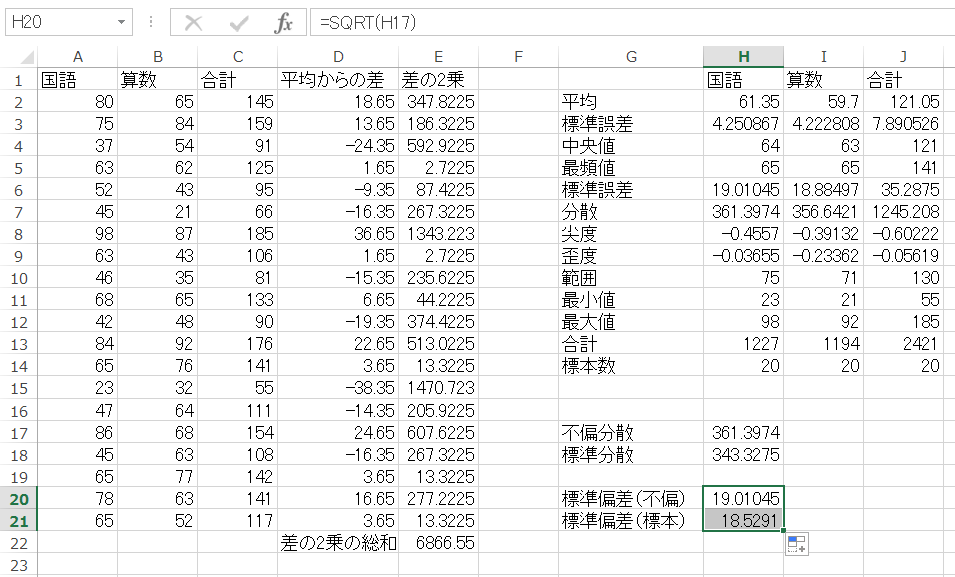 H20 =SQRT(H17)
A B C D E F G H I J
1 国語 算数 合計 平均からの差 差の2乗 国語 算数 合計
2 80 65 145 18.65 347.8225 平均 61.35 59.7 121.05
3 75 84 159 13.65 186.3225 標準誤差 4.250867 4.222808 7.890526
4 37 54 91 -24.35 592.9225 中央値 64 63 121
5 63 62 125 1.65 2.7225 最頻値 65 65 141
6 52 43 95 -9.35 87.4225 標準誤差 19.01045 18.88497 35.2875
7 45 21 66 -16.35 267.3225 分散 361.3974 356.6421 1245.208
8 98 87 185 36.65 1343.223 尖度 -0.4557 -0.39132 -0.60222
9 63 43 106 1.65 2.7225 歪度 -0.03655 -0.23362 -0.05619
10 46 35 81 -15.35 235.6225 範囲 75 71 130
11 68 65 133 6.65 44.2225 最小値 23 21 55
12 42 48 90 -19.35 374.4225 最大値 98 92 185
13 84 92 176 22.65 513.0225 合計 1227 1194 2421
14 65 76 141 3.65 13.3225 標本数 20 20 20
15 23 32 55 -38.35 1470.723
16 47 64 111 -14.35 205.9225
17 86 68 154 24.65 607.6225 不偏分散 361.3974
18 45 63 108 -16.35 267.3225 標準分散 343.3275
19 65 77 142 3.65 13.3225
20 78 63 141 16.65 277.2225 標準偏差(不偏) 19.01045
21 65 52 117 3.65 13.3225 標準偏差(標本) 18.5291
22 差の2乗の総和 6866.55
23